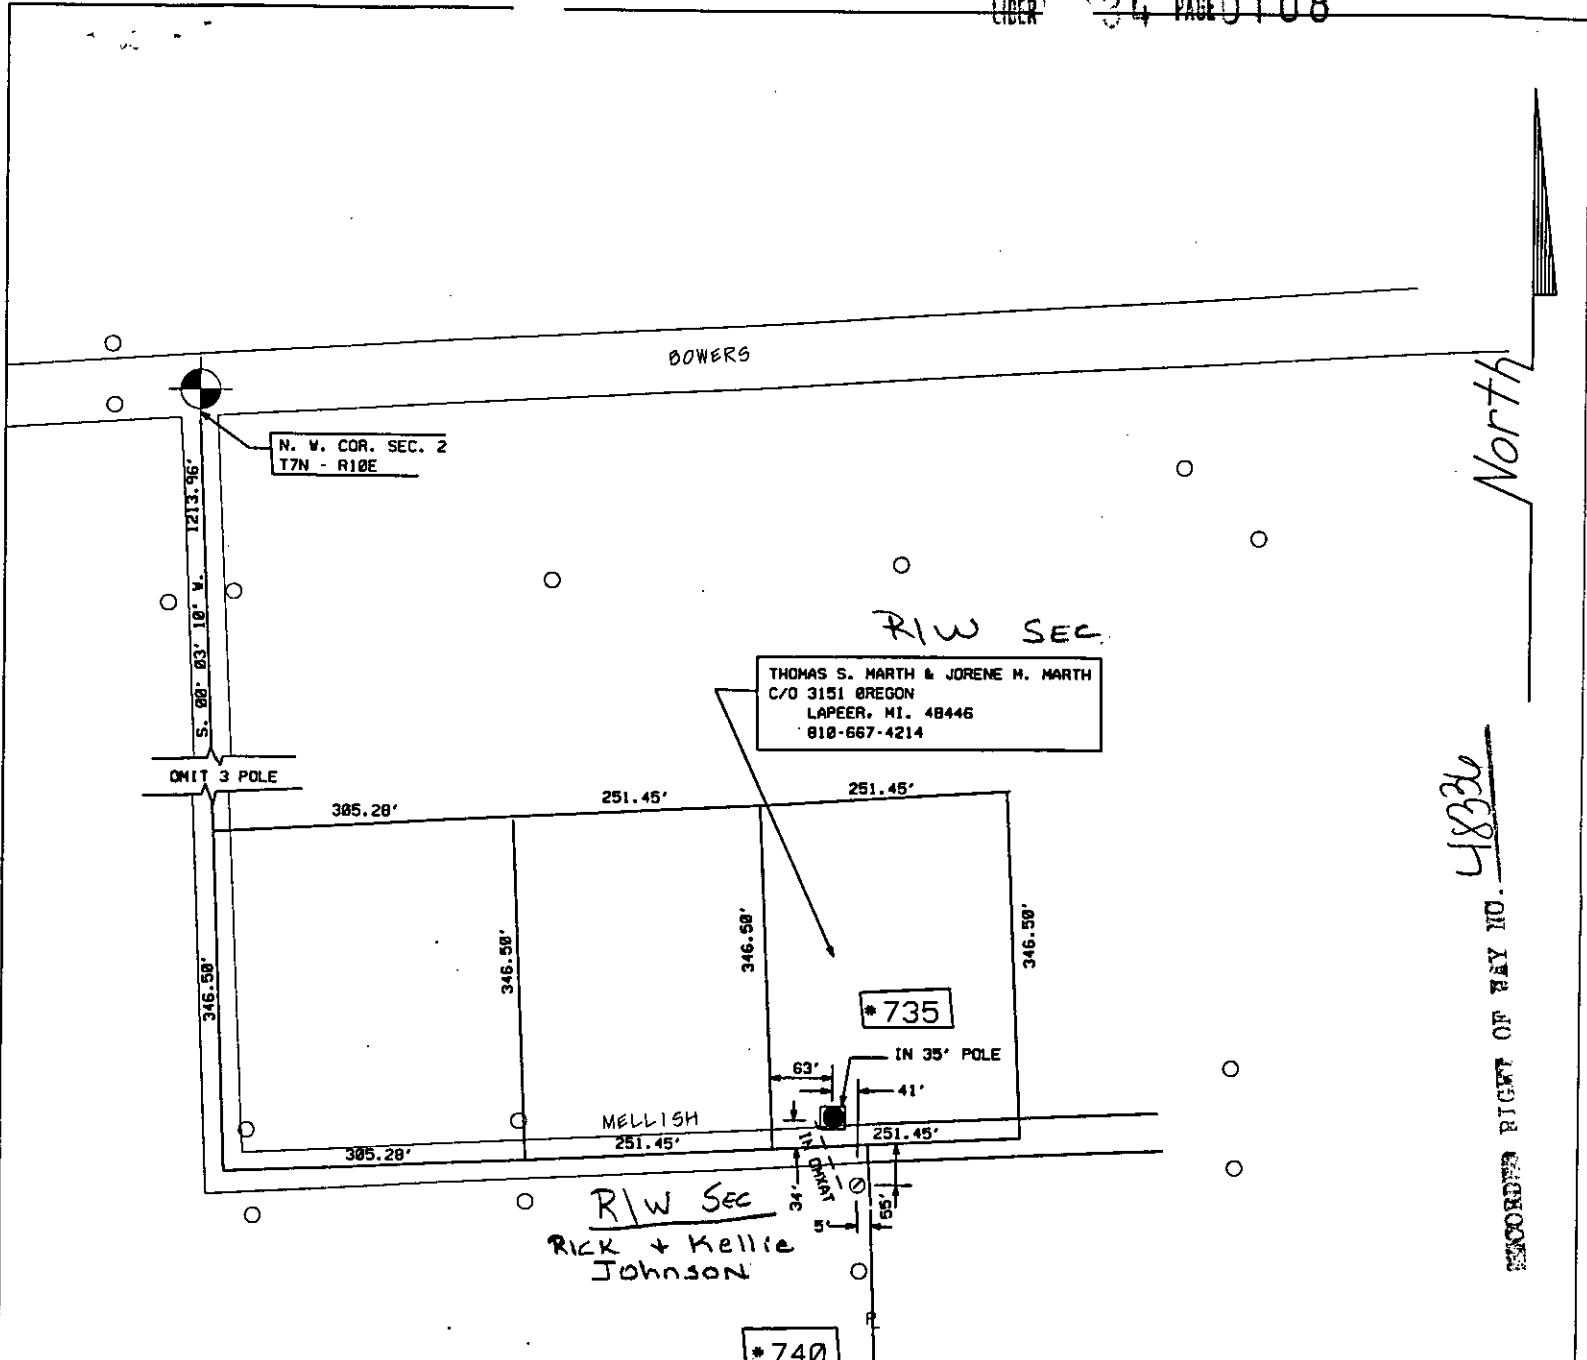 LIBER PAGE 0108
BOWERS
North
N. W. COR. SEC. 2
T7N - R10E
1213.96'
S. 00° 03' 10" W.
R/W SEC.
THOMAS S. MARTH & JORENE M. MARTH
C/O 3151 OREGON
LAPEER, MI. 48446
810-667-4214
OMIT 3 POLE
305.28'
251.45'
251.45'
346.50'
346.50'
346.50'
346.50'
RECORDED RIGHT OF WAY NO. 48336
#735
IN 35' POLE
63'
41'
MELLISH
305.28'
251.45'
251.45'
34'
55'
5'
R/W SEC
RICK + Kellie
Johnson
#740